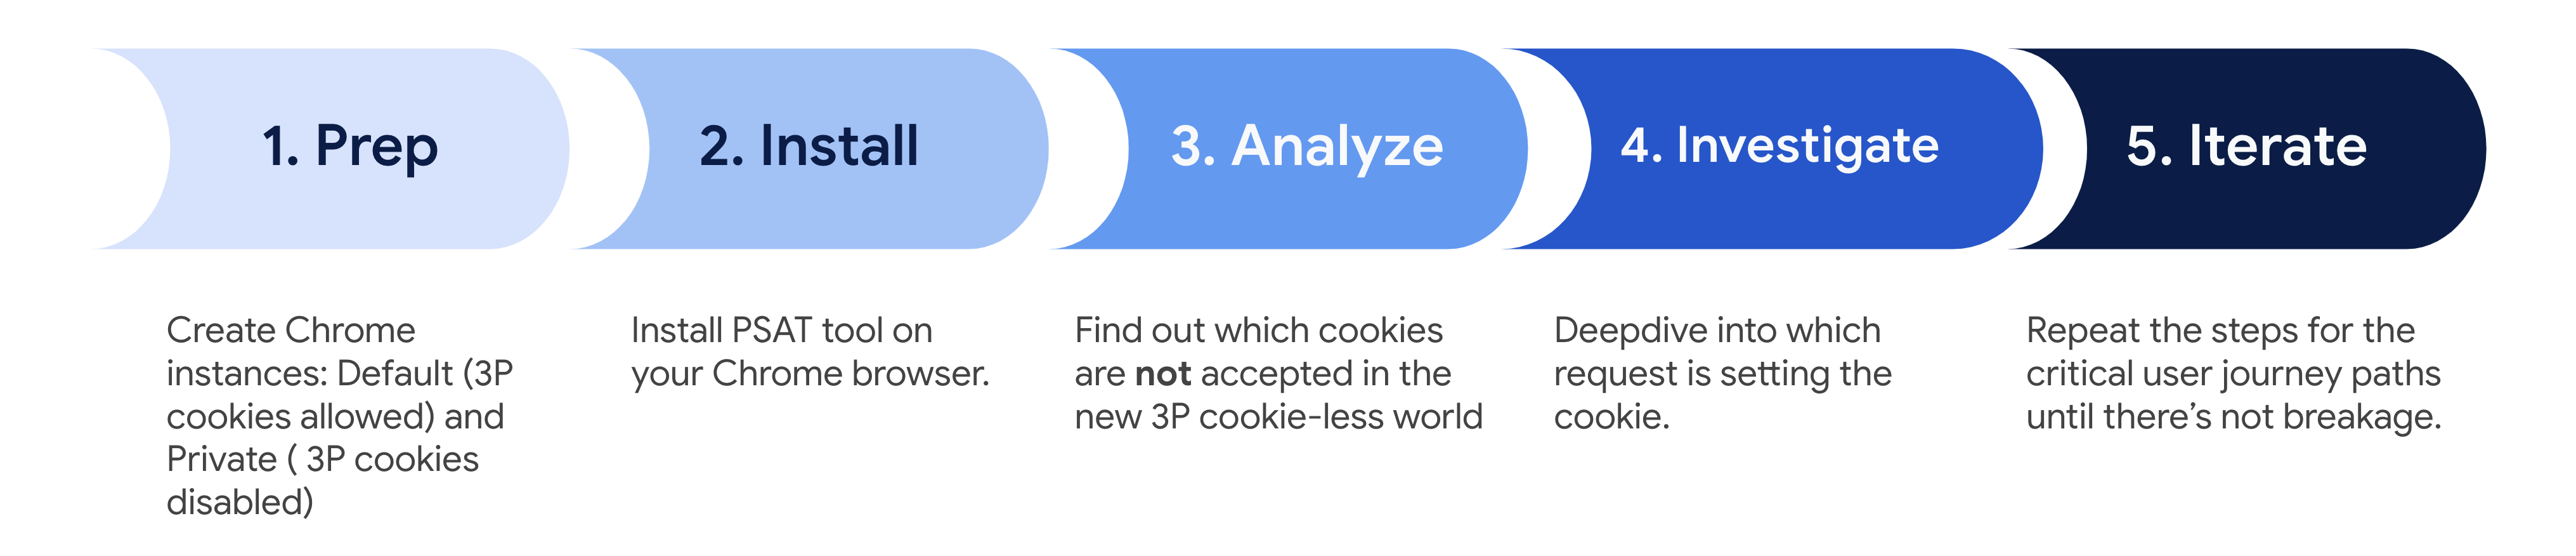 1. Prep
2. Install
3. Analyze
4. Investigate
5. Iterate
Create Chrome
instances: Default (3P
cookies allowed) and
Private ( 3P cookies
disabled)
Install PSAT tool on
your Chrome browser.
Find out which cookies
are not accepted in the
new 3P cookie-less world
Deepdive into which
request is setting the
cookie.
Repeat the steps for the
critical user journey paths
until there’s not breakage.